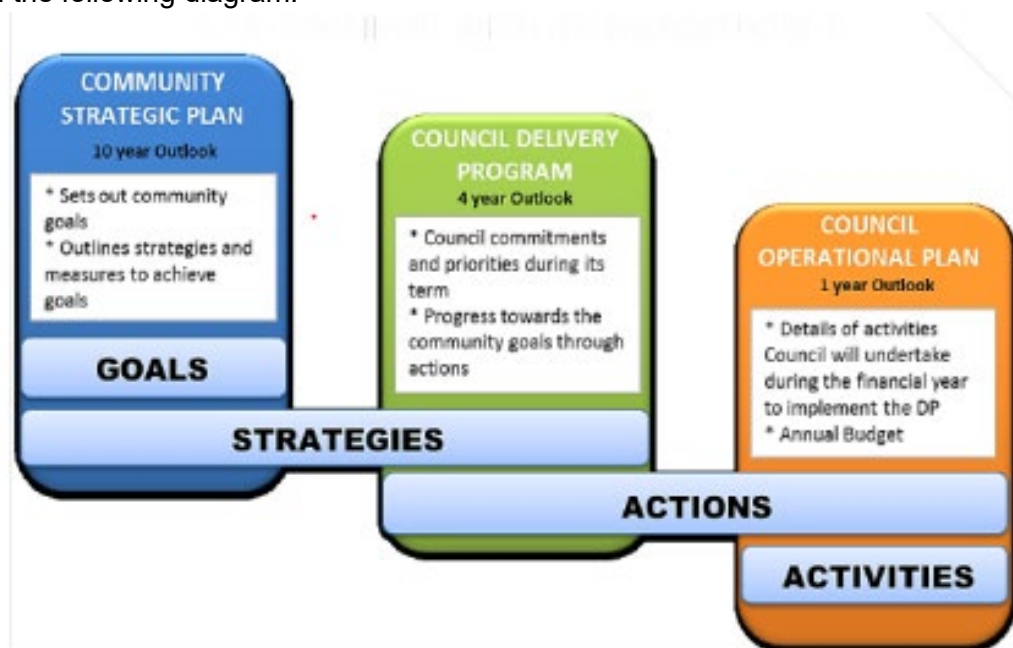 the following diagram.
COMMUNITY
STRATEGIC PLAN
10 year Outlook
* Sets out community
goals
* Outlines strategies and
measures to achieve
goals
GOALS
COUNCIL DELIVERY
PROGRAM
4 year Outlook
* Council commitments
and priorities during its
term
* Progress towards the
community goals through
actions
STRATEGIES
COUNCIL
OPERATIONAL PLAN
1 year Outlook
* Details of activities
Council will undertake
during the financial year
to implement the DP
* Annual Budget
ACTIONS
ACTIVITIES